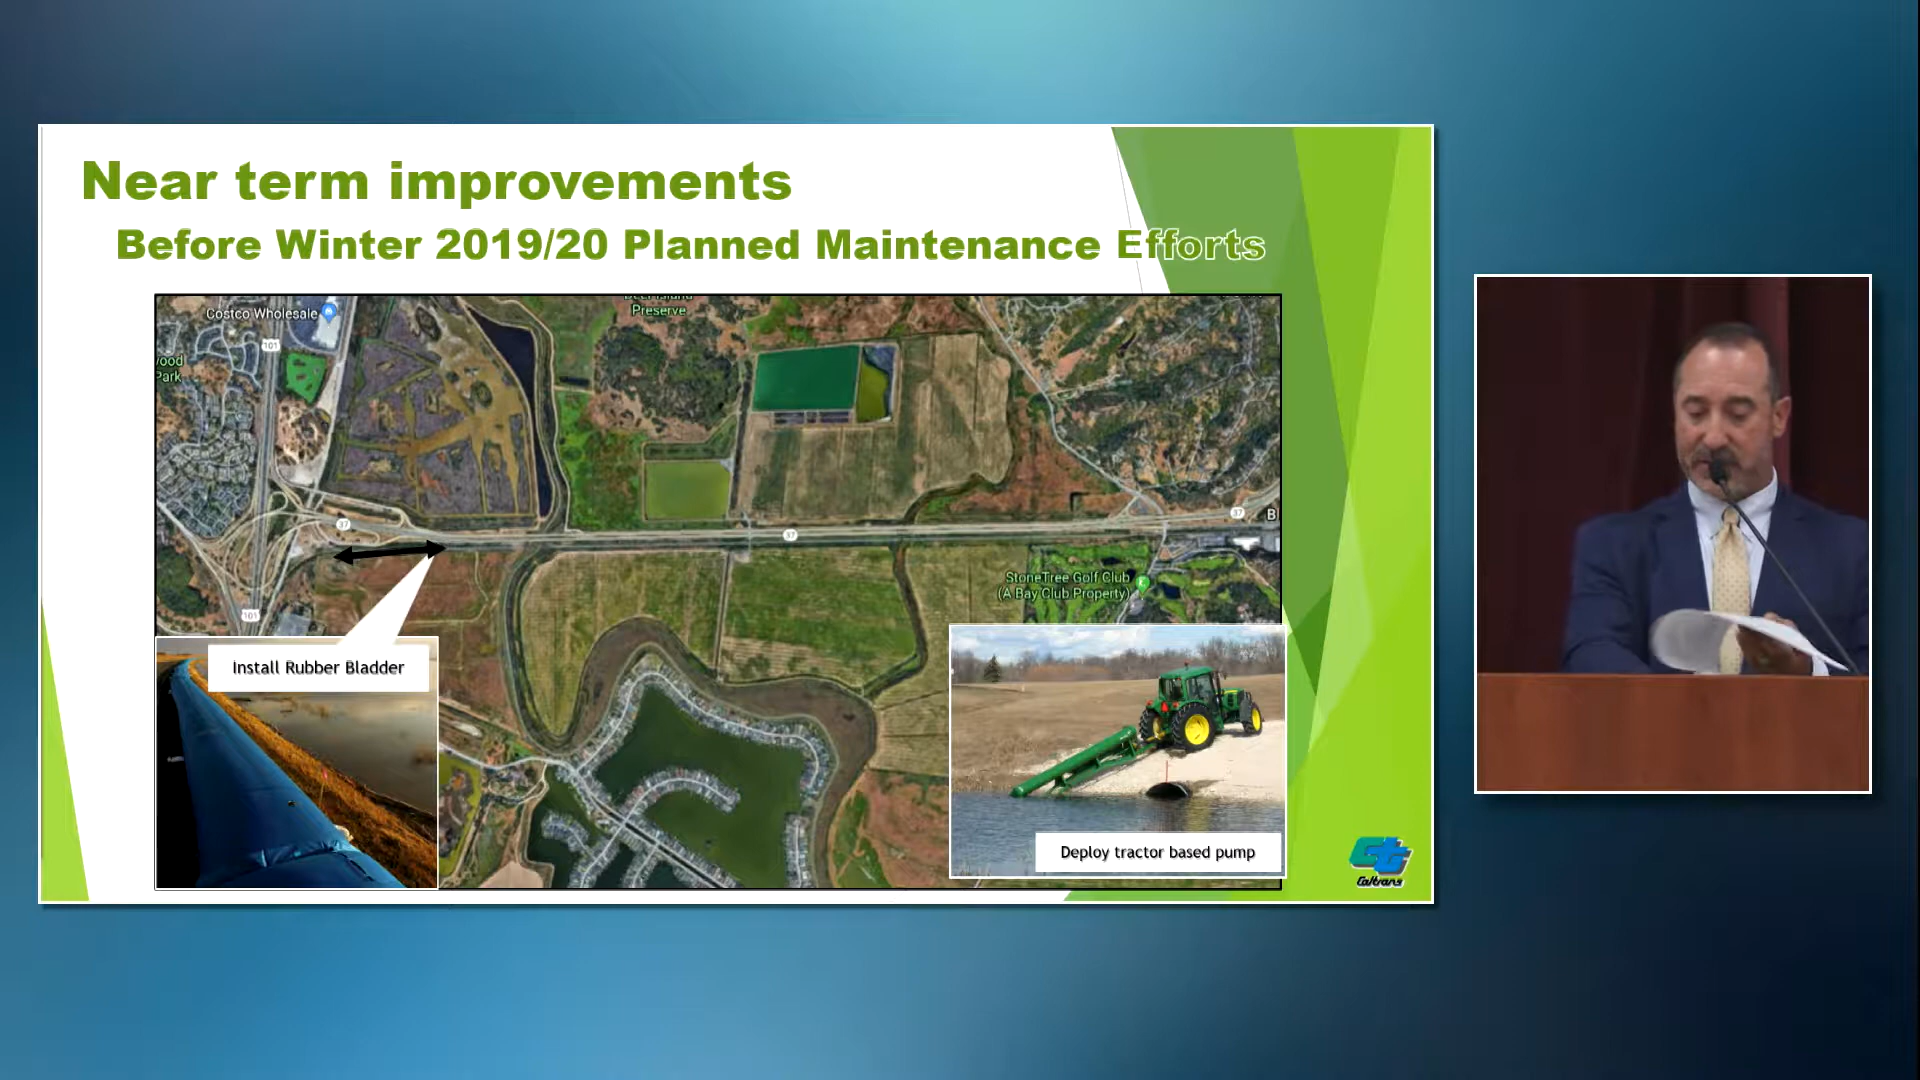 Near term improvements
Before Winter 2019/20 Planned Maintenance Efforts
Preserve
Costco Wholesale
101
Park
37
37
37
B
StoneTree Golf Club
(A Bay Club Property)
101
Install Rubber Bladder
Deploy tractor based pump
Caltrans